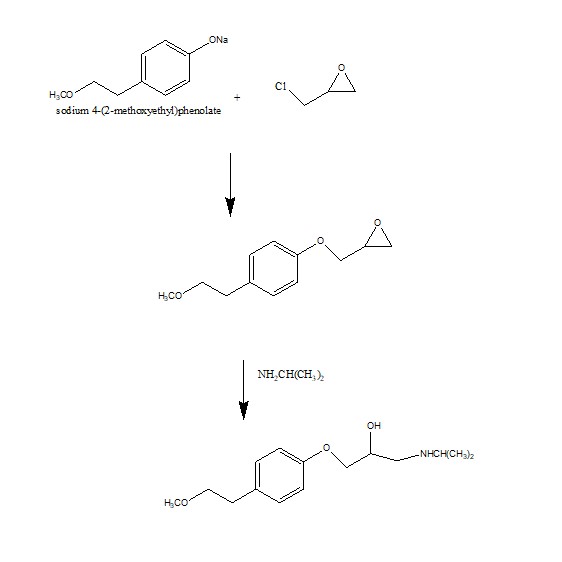 ONa
H₃CO
sodium 4-(2-methoxyethyl)phenolate
+
Cl
O
O
O
H₃CO
NH₂CH(CH₃)₂
OH
O
NHCH(CH₃)₂
H₃CO